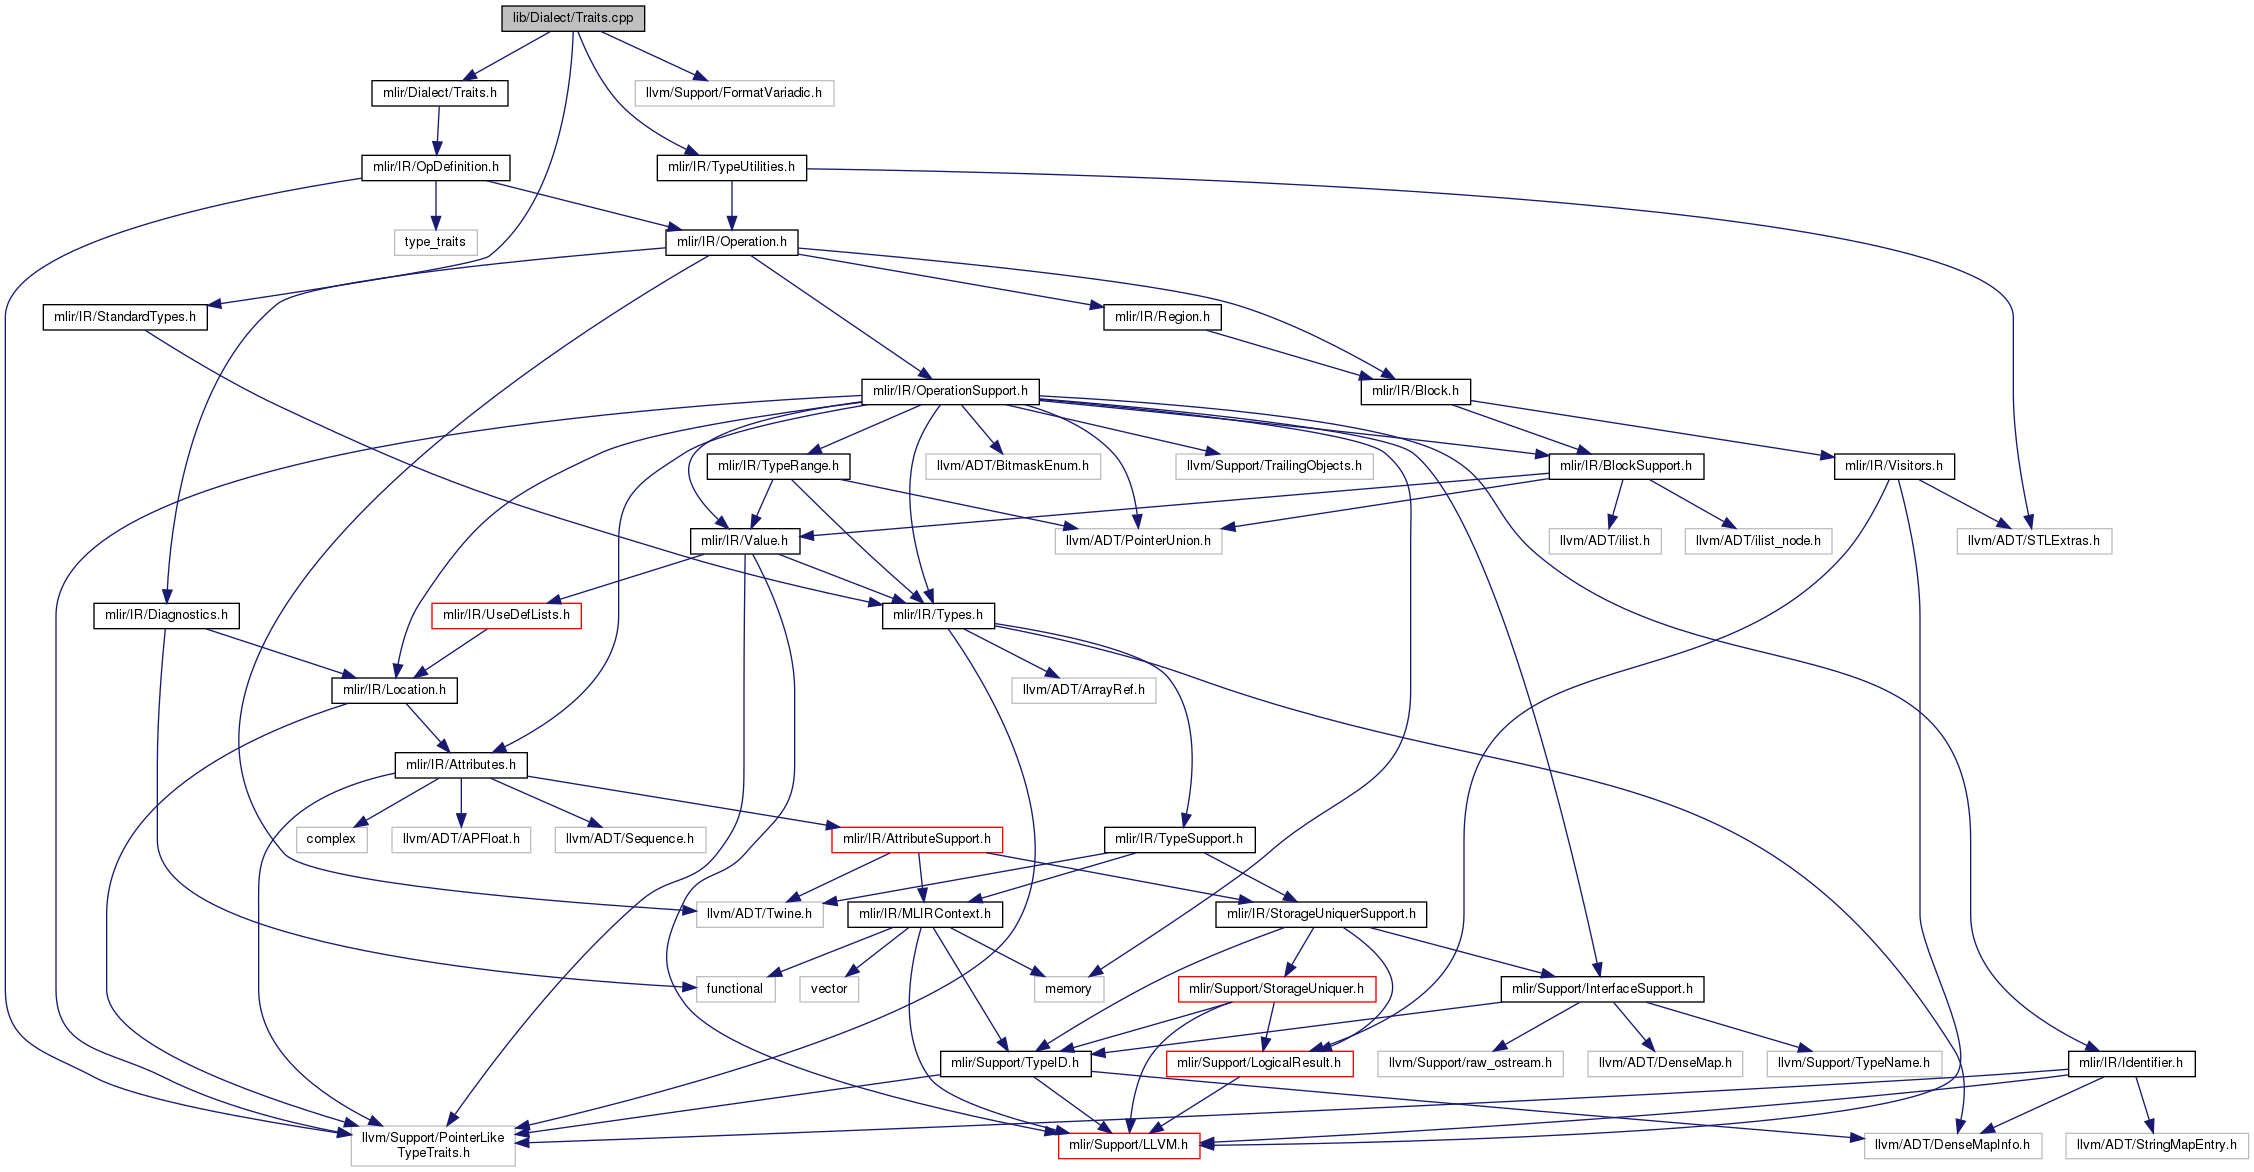 lib/Dialect/Traits.cpp
mlir/Dialect/Traits.h
llvm/Support/FormatVariadic.h
mlir/IR/OpDefinition.h
mlir/IR/TypeUtilities.h
type_traits
mlir/IR/Operation.h
mlir/IR/StandardTypes.h
mlir/IR/Region.h
mlir/IR/OperationSupport.h
mlir/IR/Block.h
mlir/IR/TypeRange.h
llvm/ADT/BitmaskEnum.h
llvm/Support/TrailingObjects.h
mlir/IR/BlockSupport.h
mlir/IR/Visitors.h
mlir/IR/Value.h
llvm/ADT/PointerUnion.h
llvm/ADT/ilist.h
llvm/ADT/ilist_node.h
llvm/ADT/STLExtras.h
mlir/IR/Diagnostics.h
mlir/IR/UseDefLists.h
mlir/IR/Types.h
mlir/IR/Location.h
llvm/ADT/ArrayRef.h
mlir/IR/Attributes.h
complex
llvm/ADT/APFloat.h
llvm/ADT/Sequence.h
mlir/IR/AttributeSupport.h
mlir/IR/TypeSupport.h
llvm/ADT/Twine.h
mlir/IR/MLIRContext.h
mlir/IR/StorageUniquerSupport.h
functional
vector
memory
mlir/Support/StorageUniquer.h
mlir/Support/InterfaceSupport.h
mlir/Support/TypeID.h
mlir/Support/LogicalResult.h
llvm/Support/raw_ostream.h
llvm/ADT/DenseMap.h
llvm/Support/TypeName.h
mlir/IR/Identifier.h
llvm/Support/PointerLike
TypeTraits.h
mlir/Support/LLVM.h
llvm/ADT/DenseMapInfo.h
llvm/ADT/StringMapEntry.h